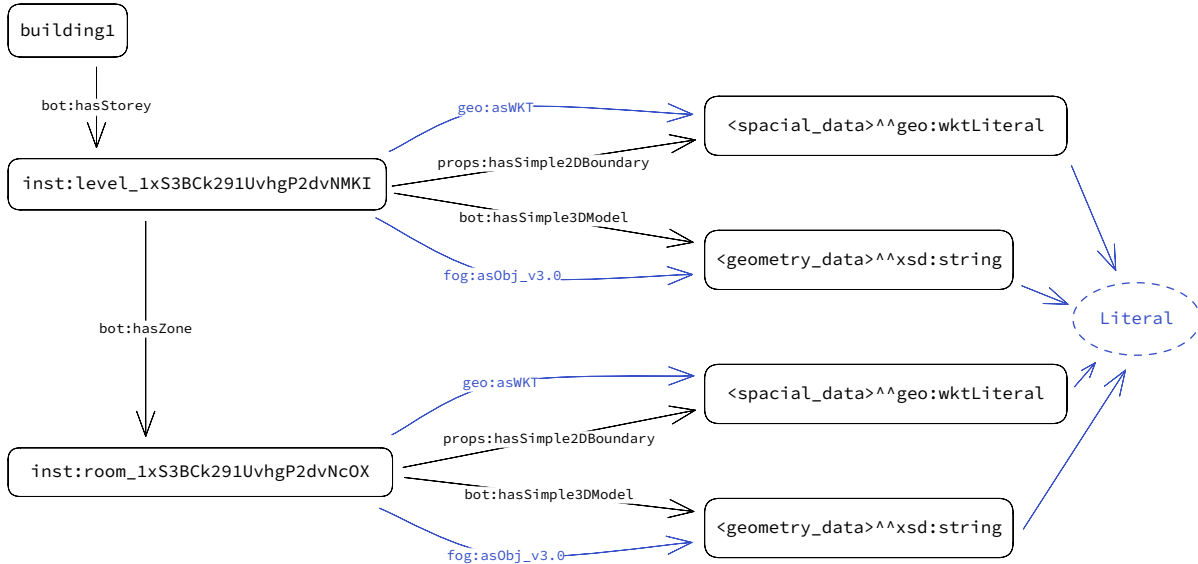 building1
bot:hasStorey
geo:asWKT
<spacial_data>^^geo:wktLiteral
props:hasSimple2DBoundary
inst:level_1xS3BCk291UvhgP2dvNMKI
bot:hasSimple3DModel
<geometry_data>^^xsd:string
fog:asObj_v3.0
Literal
bot:hasZone
geo:asWKT
<spacial_data>^^geo:wktLiteral
props:hasSimple2DBoundary
inst:room_1xS3BCk291UvhgP2dvNcOX
bot:hasSimple3DModel
<geometry_data>^^xsd:string
fog:asObj_v3.0